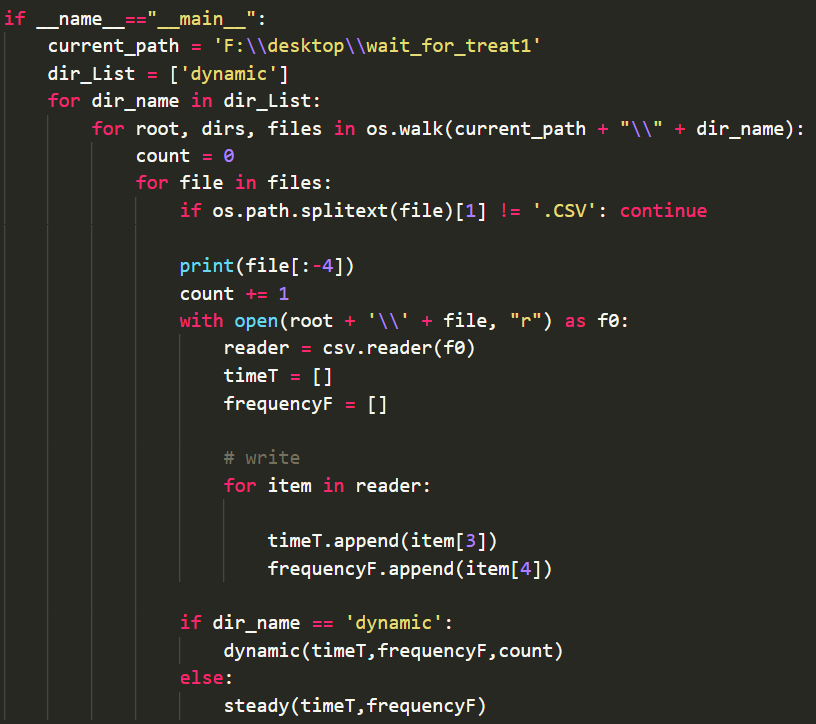 if __name__=="__main__":
    current_path = 'F:\\desktop\\wait_for_treat1'
    dir_List = ['dynamic']
    for dir_name in dir_List:
        for root, dirs, files in os.walk(current_path + "\\" + dir_name):
            count = 0
            for file in files:
                if os.path.splitext(file)[1] != '.CSV': continue

                print(file[:-4])
                count += 1
                with open(root + '\\' + file, "r") as f0:
                    reader = csv.reader(f0)
                    timeT = []
                    frequencyF = []

                    # write
                    for item in reader:

                        timeT.append(item[3])
                        frequencyF.append(item[4])

                if dir_name == 'dynamic':
                    dynamic(timeT,frequencyF,count)
                else:
                    steady(timeT,frequencyF)